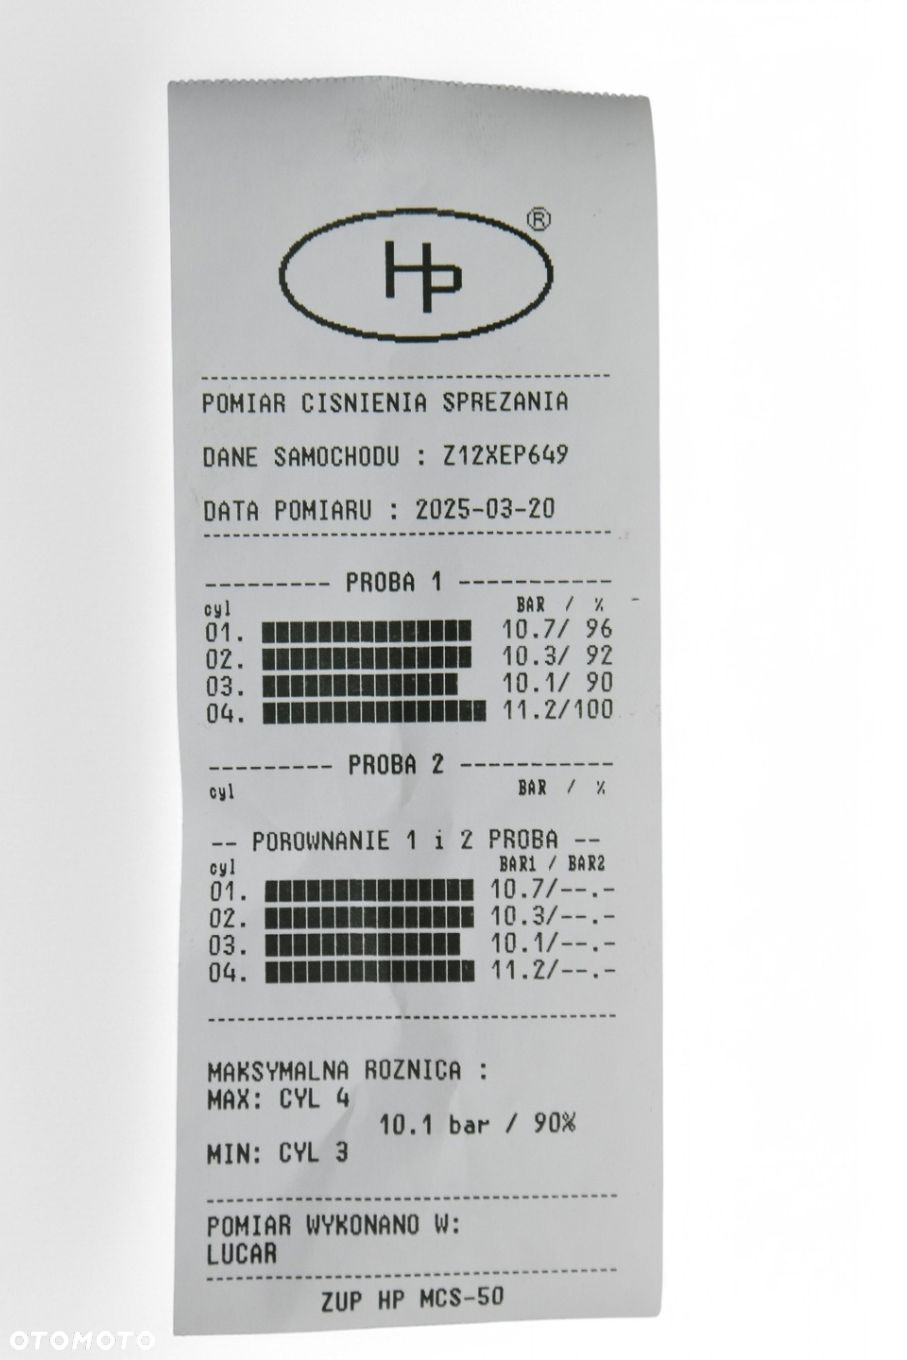 HP ®
POMIAR CISNIENIA SPREZANIA
DANE SAMOCHODU : Z12XEP649
DATA POMIARU : 2025-03-20
--------- PROBA 1 -----------
cyl BAR / %
01. 10.7/ 96
02. 10.3/ 92
03. 10.1/ 90
04. 11.2/100
--------- PROBA 2 -----------
cyl BAR / %
-- POROWNANIE 1 i 2 PROBA --
cyl BAR1 / BAR2
01. 10.7/--.-
02. 10.3/--.-
03. 10.1/--.-
04. 11.2/--.-
MAKSYMALNA ROZNICA :
MAX: CYL 4
10.1 bar / 90%
MIN: CYL 3
POMIAR WYKONANO W:
LUCAR
ZUP HP MCS-50
OTOMOTO